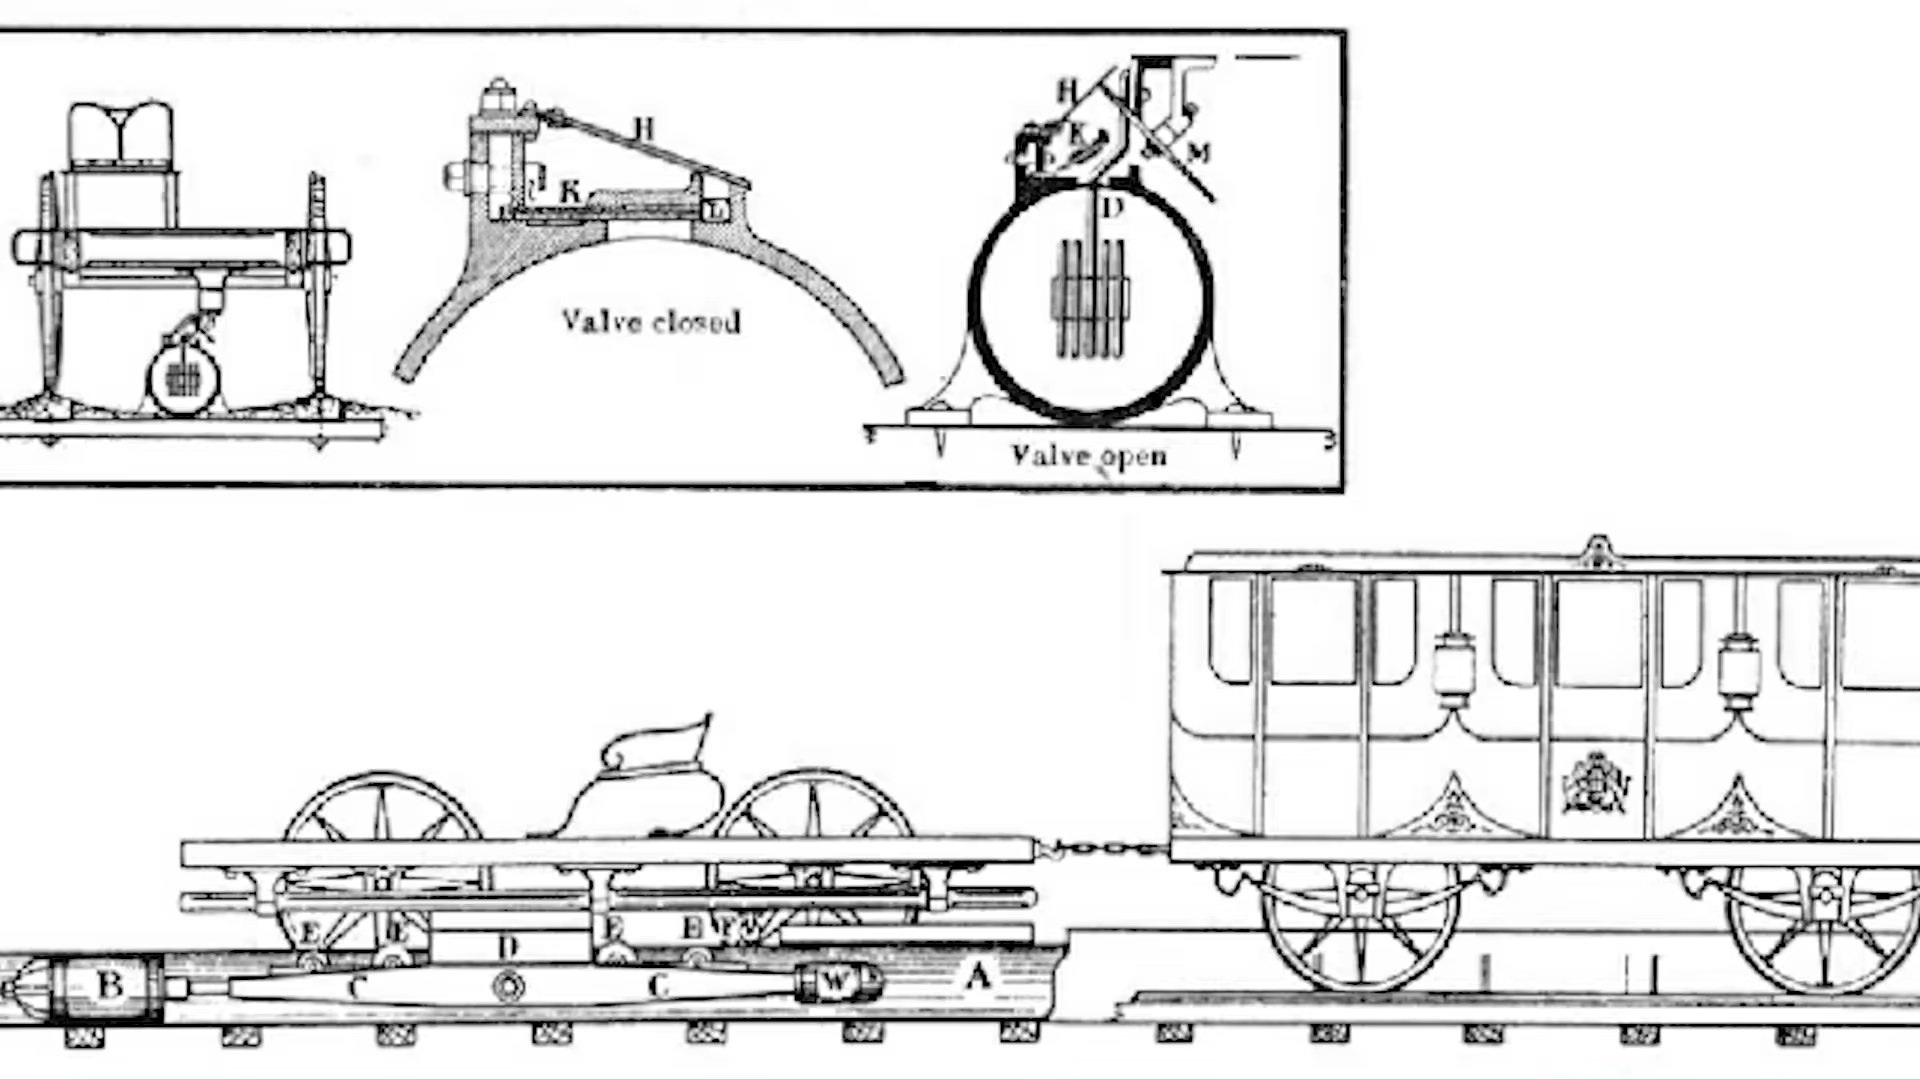 H
K
L
Valve closed
H
K
M
D
Valve open
E E D E E F
B C C W A